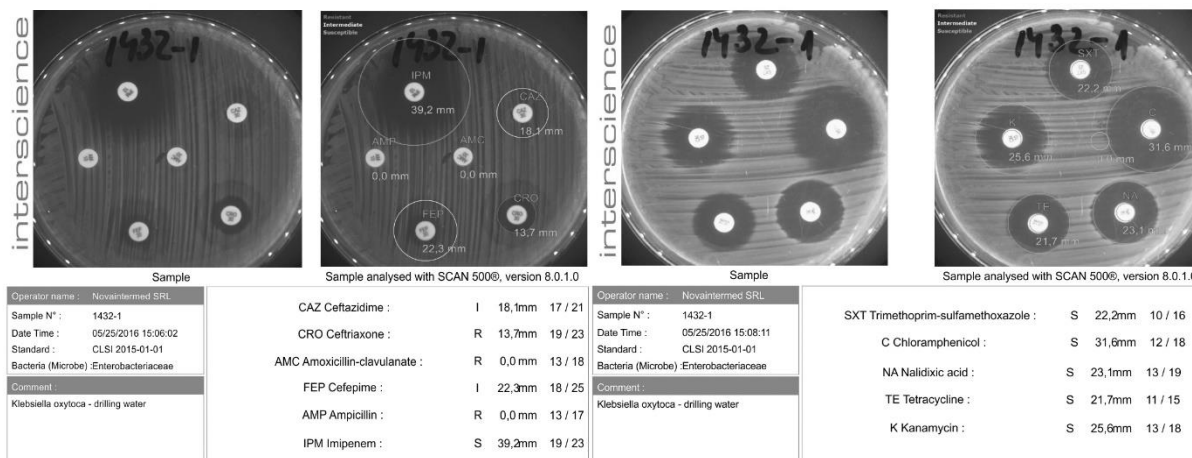 interscience
1432-1
Sample
interscience
Resistant
Intermediate
Susceptible
1432-1
IPM
39,2 mm
CAZ
18,1 mm
AMP
0,0 mm
AMC
0,0 mm
FEP
22,3 mm
CRO
13,7 mm
Sample analysed with SCAN 500®, version 8.0.1.0
Operator name : Novaintermed SRL
Sample N° : 1432-1
Date Time : 05/25/2016 15:06:02
Standard : CLSI 2015-01-01
Bacteria (Microbe) :Enterobacteriaceae
Comment :
Klebsiella oxytoca - drilling water
CAZ Ceftazidime : I 18,1mm 17 / 21
CRO Ceftriaxone : R 13,7mm 19 / 23
AMC Amoxicillin-clavulanate : R 0,0 mm 13 / 18
FEP Cefepime : I 22,3mm 18 / 25
AMP Ampicillin : R 0,0 mm 13 / 17
IPM Imipenem : S 39,2 mm 19 / 23
interscience
1432-1
Sample
Resistant
Intermediate
Susceptible
1432-1
SXT
22,2 mm
K
25,6 mm
C
31,6 mm
0,0 mm
TE
21,7 mm
NA
23,1 mm
Sample analysed with SCAN 500®, version 8.0.1.0
Operator name : Novaintermed SRL
Sample N° : 1432-1
Date Time : 05/25/2016 15:08:11
Standard : CLSI 2015-01-01
Bacteria (Microbe) :Enterobacteriaceae
Comment :
Klebsiella oxytoca - drilling water
SXT Trimethoprim-sulfamethoxazole : S 22,2mm 10 / 16
C Chloramphenicol : S 31,6mm 12 / 18
NA Nalidixic acid : S 23,1mm 13 / 19
TE Tetracycline : S 21,7mm 11 / 15
K Kanamycin : S 25,6mm 13 / 18